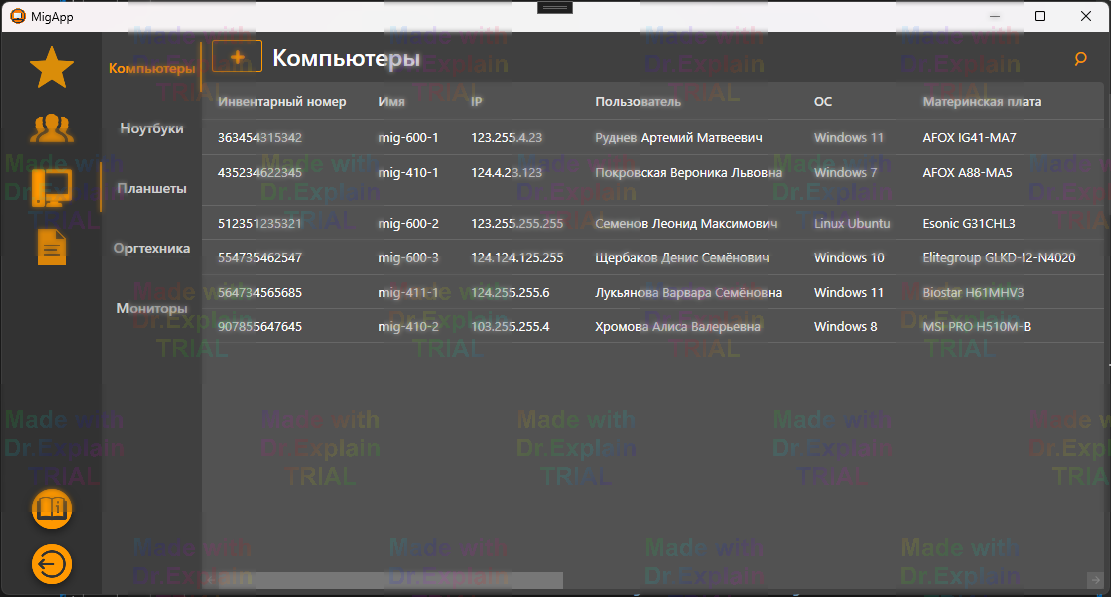 MigApp
Компьютеры
Ноутбуки
Планшеты
Оргтехника
Мониторы
Компьютеры
Инвентарный номер Имя IP Пользователь ОС Материнская плата
363454315342 mig-600-1 123.255.4.23 Руднев Артемий Матвеевич Windows 11 AFOX IG41-MA7
435234622345 mig-410-1 124.4.23.123 Покровская Вероника Львовна Windows 7 AFOX A88-MA5
512351235321 mig-600-2 123.255.255.255 Семенов Леонид Максимович Linux Ubuntu Esonic G31CHL3
554735462547 mig-600-3 124.124.125.255 Щербаков Денис Семёнович Windows 10 Elitegroup GLKD-I2-N4020
564734565685 mig-411-1 124.255.255.6 Лукьянова Варвара Семёновна Windows 11 Biostar H61MHV3
907855647645 mig-410-2 103.255.255.4 Хромова Алиса Валерьевна Windows 8 MSI PRO H510M-B
Made with
Dr.Explain
TRIAL